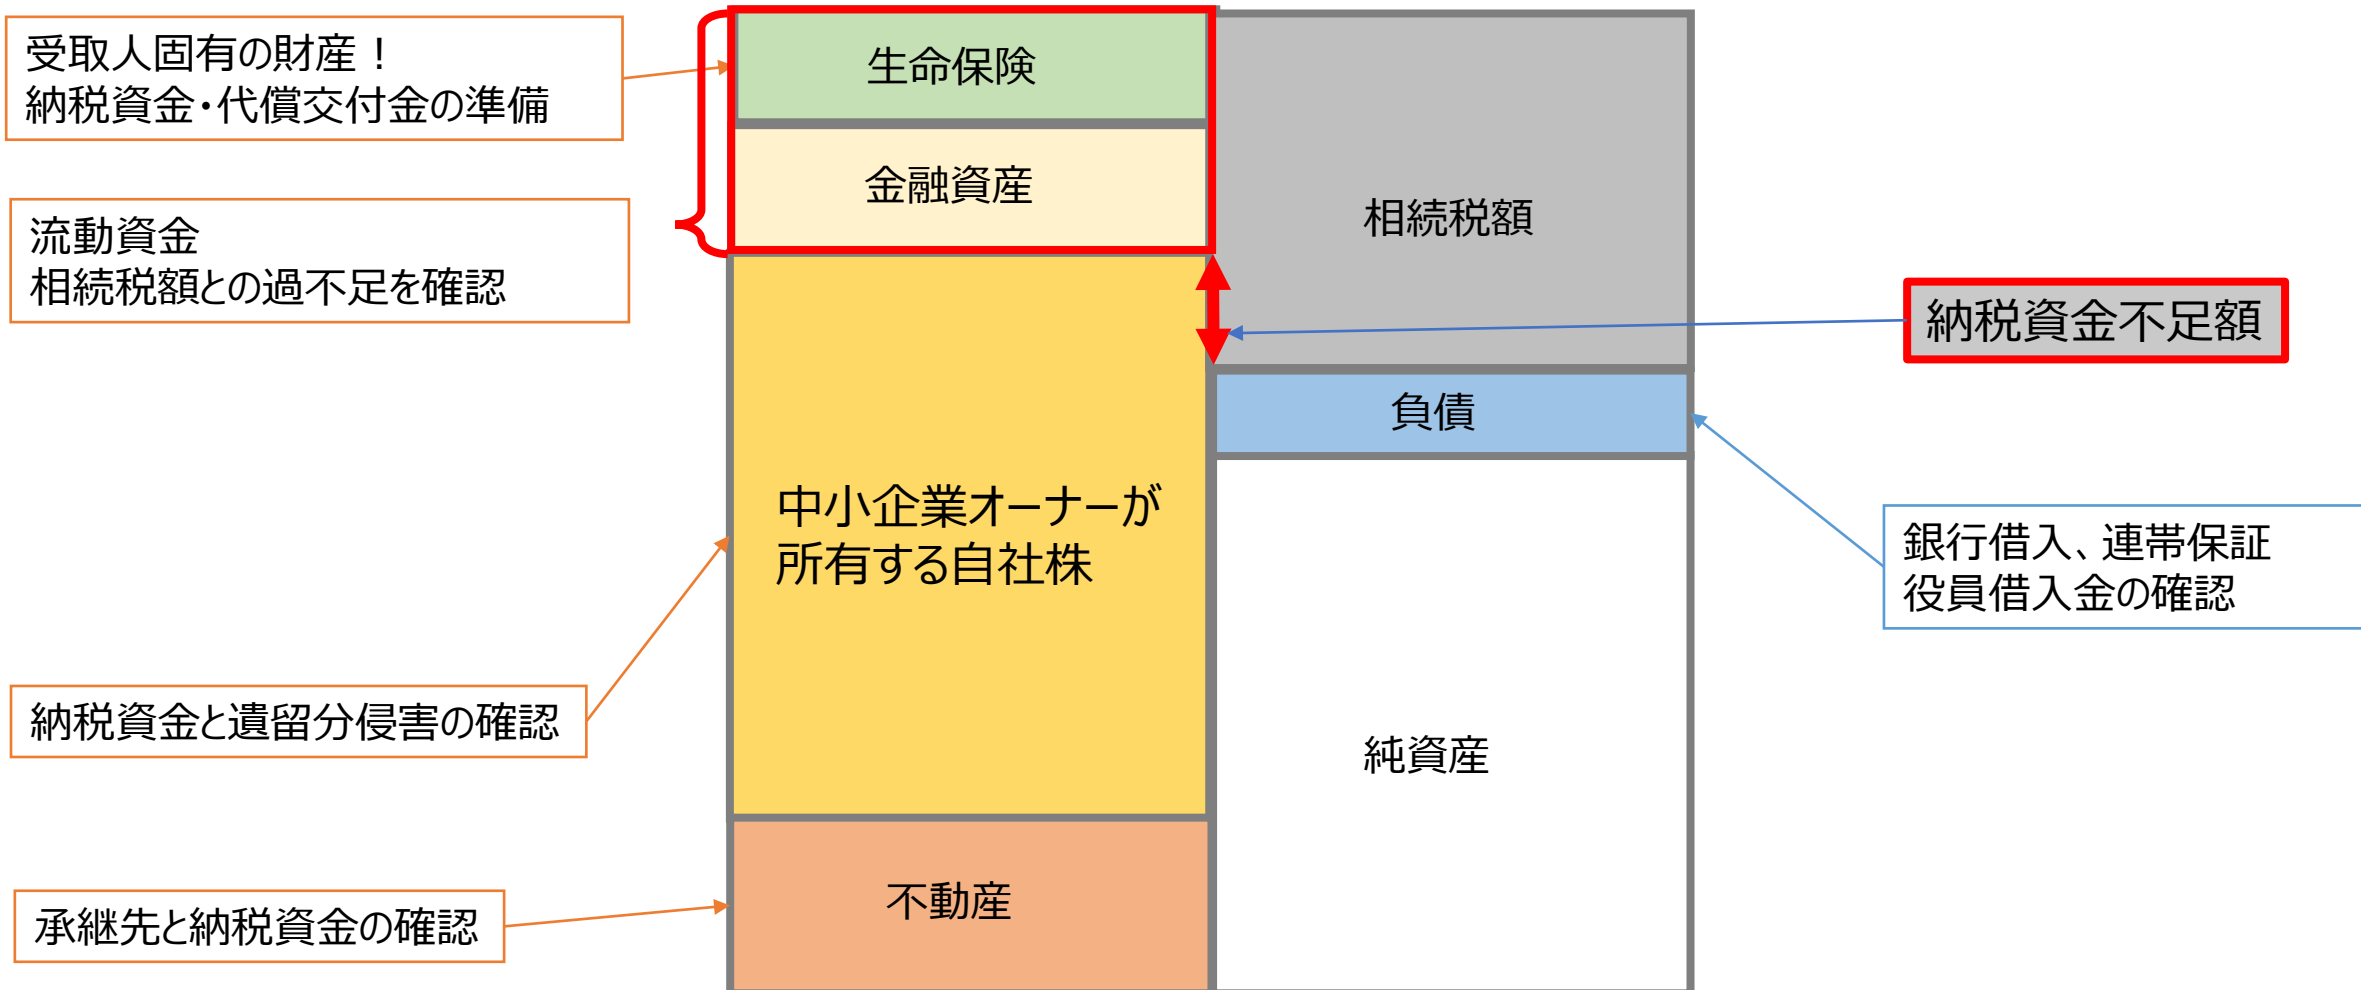 受取人固有の財産！
納税資金・代償交付金の準備
流動資金
相続税額との過不足を確認
納税資金と遺留分侵害の確認
承継先と納税資金の確認
生命保険
金融資産
中小企業オーナーが
所有する自社株
不動産
相続税額
負債
純資産
納税資金不足額
銀行借入、連帯保証
役員借入金の確認